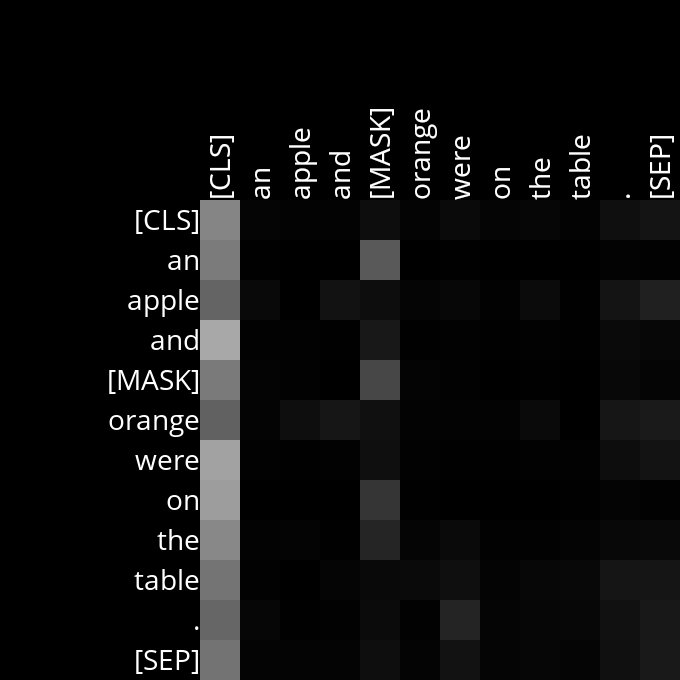 [CLS] an apple and [MASK] orange were on the table . [SEP]
[CLS]
an
apple
and
[MASK]
orange
were
on
the
table
.
[SEP]